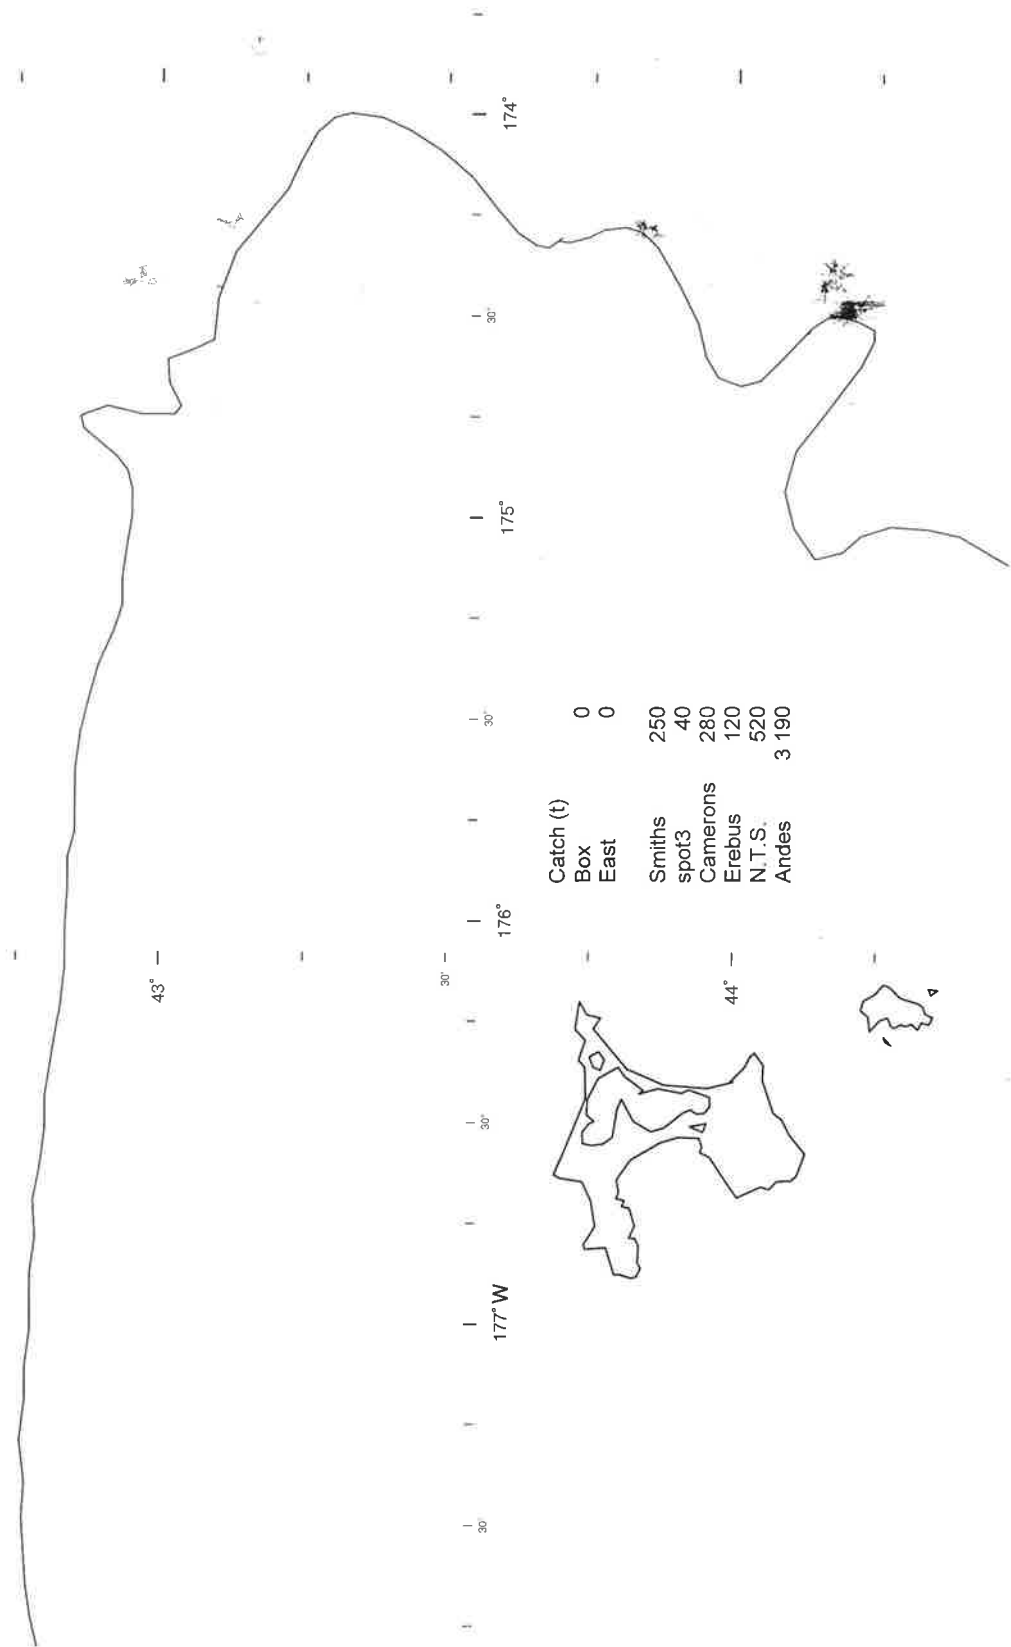 43°
30'
44°
177° W
30'
30'
176°
30'
175°
30'
174°
Catch (t)
Box 0
East 0
Smiths 250
spot3 40
Camerons 280
Erebus 120
N.T.S. 520
Andes 3 190